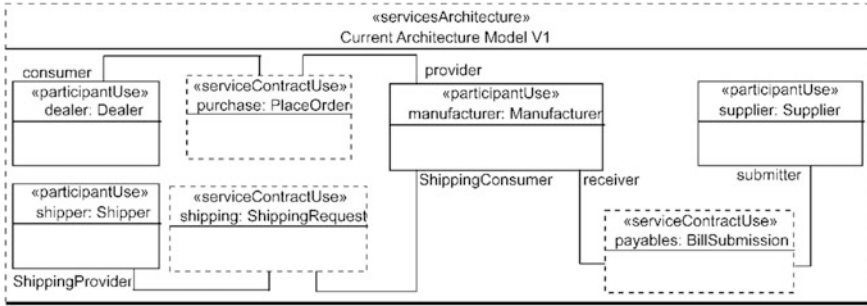 «servicesArchitecture»
Current Architecture Model V1
consumer
provider
«participantUse»
dealer: Dealer
«serviceContractUse»
purchase: PlaceOrder
«participantUse»
manufacturer: Manufacturer
«participantUse»
supplier: Supplier
ShippingConsumer
receiver
submitter
«participantUse»
shipper: Shipper
«serviceContractUse»
shipping: ShippingRequest
«serviceContractUse»
payables: BillSubmission
ShippingProvider